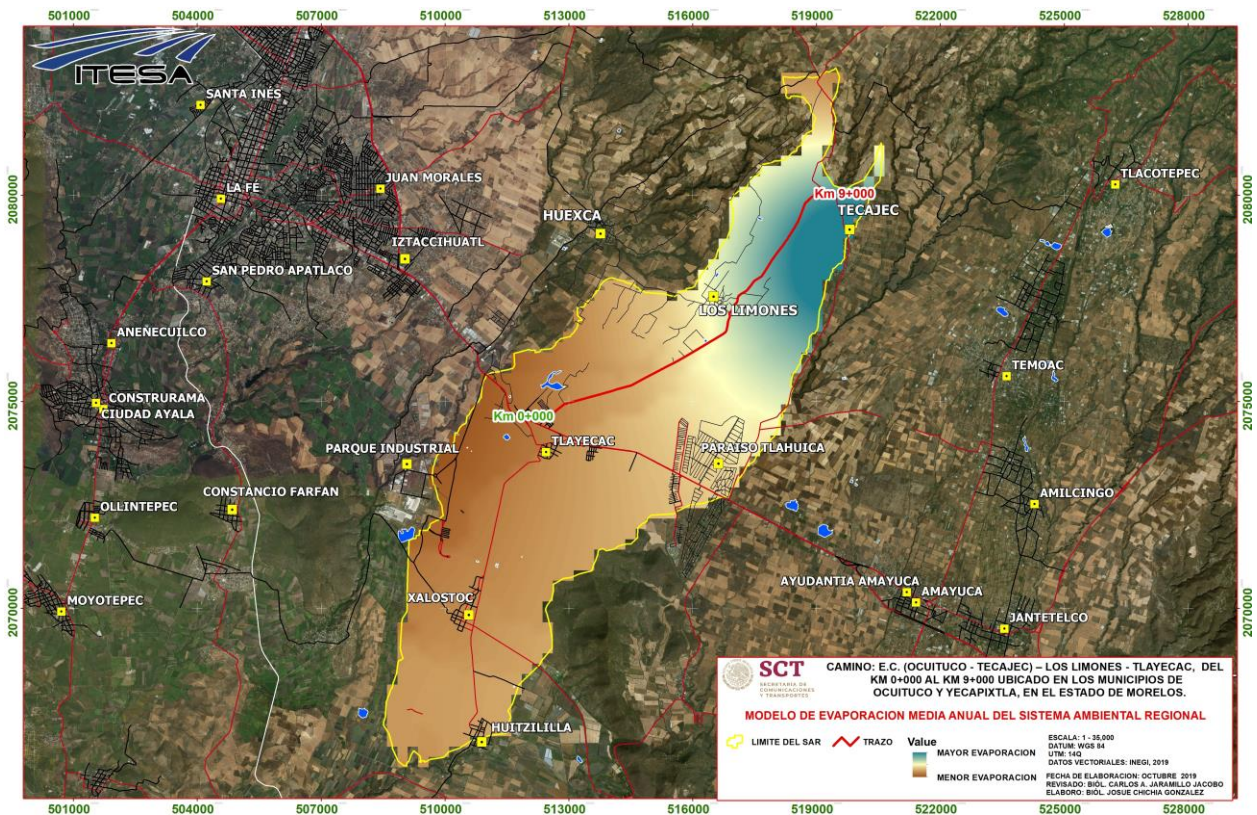 501000 504000 507000 510000 513000 516000 519000 522000 525000 528000
ITESA
SANTA INÉS
TLACOTEPEC
JUAN MORALES
LA FE
2080000
Km 9+000
2080000
TECAJEC
HUEXCA
IZTACCIHUATL
SAN PEDRO APATLACO
LOS LIMONES
ANENECUILCO
TEMOAC
CONSTRURAMA
CIUDAD AYALA
2075000
2075000
Km 0+000
TLAYECAC
PARAISO TLAHUICA
PARQUE INDUSTRIAL
CONSTANCIO FARFAN
OLLINTEPEC
AMILCINGO
MOYOTEPEC
XALOSTOC
AYUDANTIA AMAYUCA
AMAYUCA
JANTETELCO
2070000
2070000
HUITZILILLA
SCT
SECRETARÍA DE
COMUNICACIONES
Y TRANSPORTES
CAMINO: E.C. (OCUITUCO - TECAJEC) – LOS LIMONES - TLAYECAC, DEL
KM 0+000 AL KM 9+000 UBICADO EN LOS MUNICIPIOS DE
OCUITUCO Y YECAPIXTLA, EN EL ESTADO DE MORELOS.
MODELO DE EVAPORACION MEDIA ANUAL DEL SISTEMA AMBIENTAL REGIONAL
LIMITE DEL SAR
TRAZO
Value
MAYOR EVAPORACION
MENOR EVAPORACION
ESCALA: 1 - 35,000
DATUM: WGS 84
UTM: 14Q
DATOS VECTORIALES: INEGI, 2019
FECHA DE ELABORACION: OCTUBRE 2019
REVISADO: BIÓL. CARLOS A. JARAMILLO JACOBO
ELABORO: BIÓL. JOSUE CHICHIA GONZALEZ
501000 504000 507000 510000 513000 516000 519000 522000 525000 528000